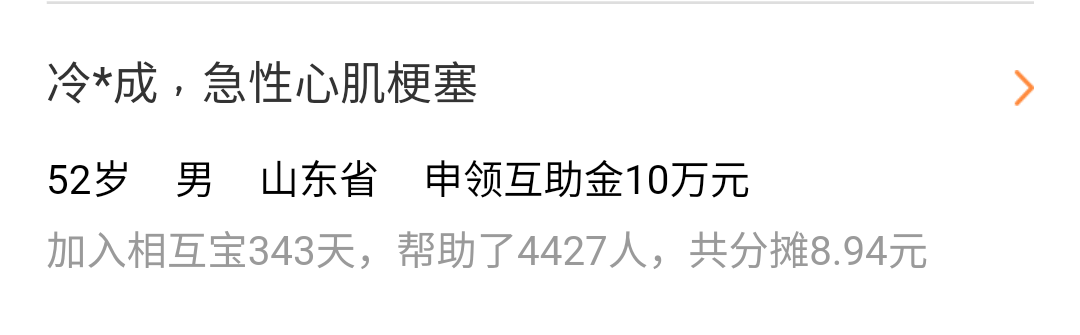 冷*成，急性心肌梗塞
52岁 男 山东省 申领互助金10万元
加入相互宝343天，帮助了4427人，共分摊8.94元